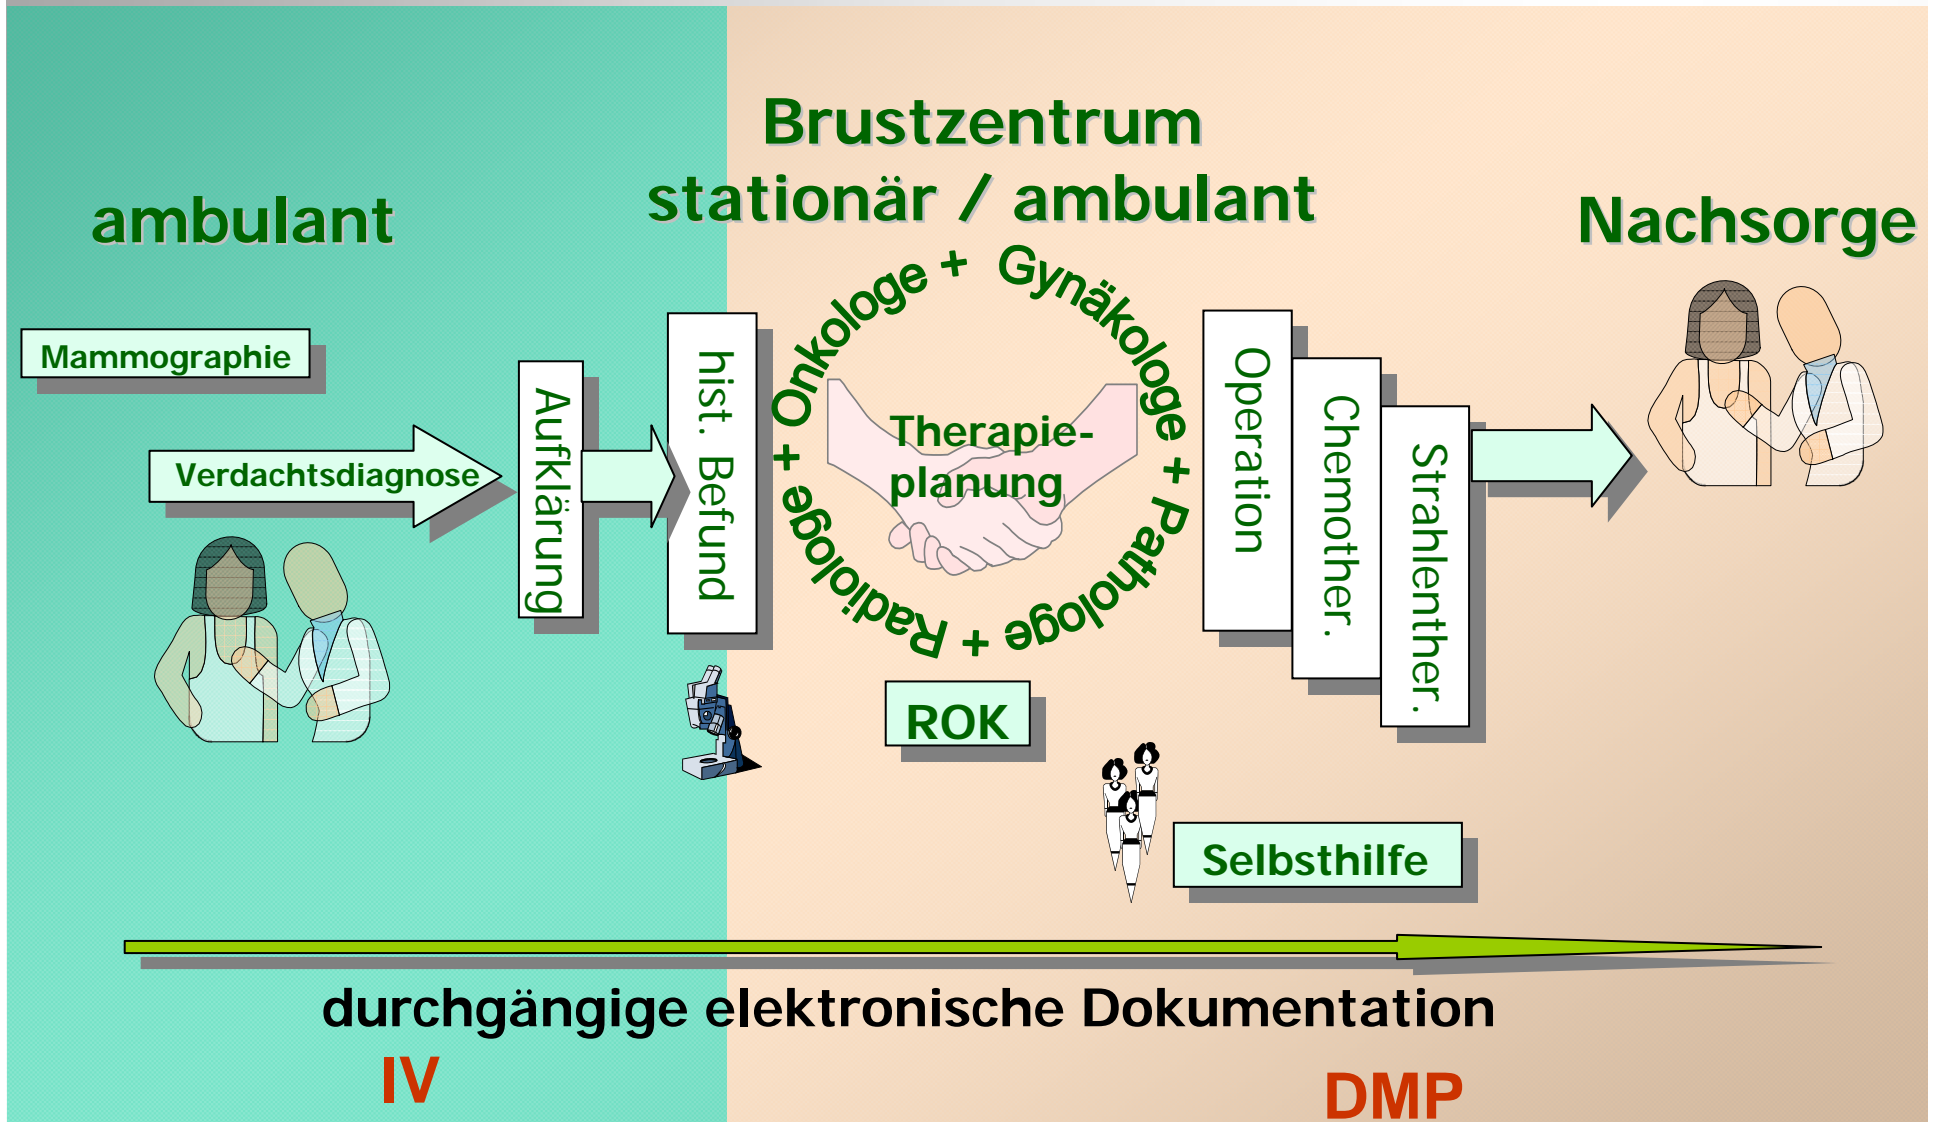 Brustzentrum
stationär / ambulant
ambulant
Nachsorge
Mammographie
Verdachtsdiagnose
Aufklärung
hist. Befund
Onkologe + Gynäkologe + Pathologe + Radiologe +
Therapie-
planung
Operation
Chemother.
Strahlenther.
ROK
Selbsthilfe
durchgängige elektronische Dokumentation
IV
DMP